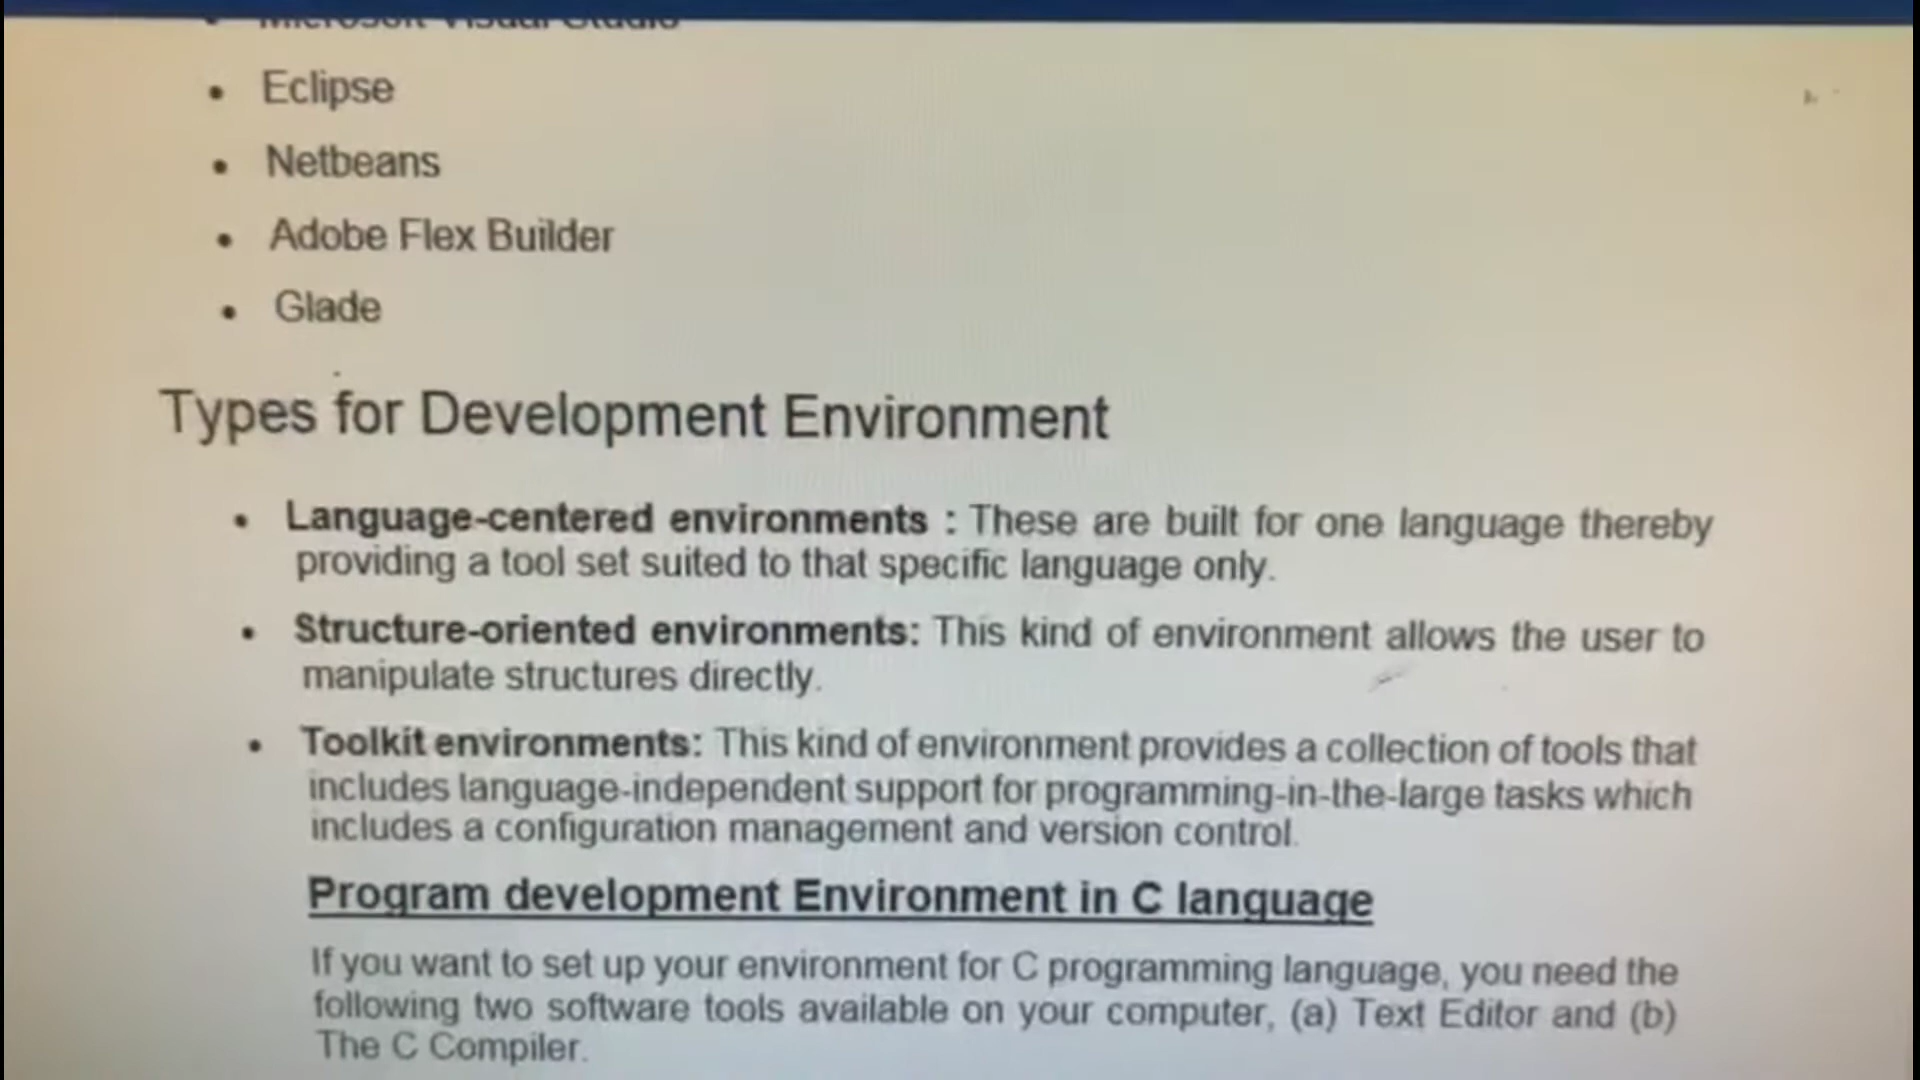 Microsoft Visual Studio
• Eclipse
• Netbeans
• Adobe Flex Builder
• Glade
Types for Development Environment
• Language-centered environments : These are built for one language thereby
providing a tool set suited to that specific language only.
• Structure-oriented environments: This kind of environment allows the user to
manipulate structures directly.
• Toolkit environments: This kind of environment provides a collection of tools that
includes language-independent support for programming-in-the-large tasks which
includes a configuration management and version control.
Program development Environment in C language
If you want to set up your environment for C programming language, you need the
following two software tools available on your computer, (a) Text Editor and (b)
The C Compiler.